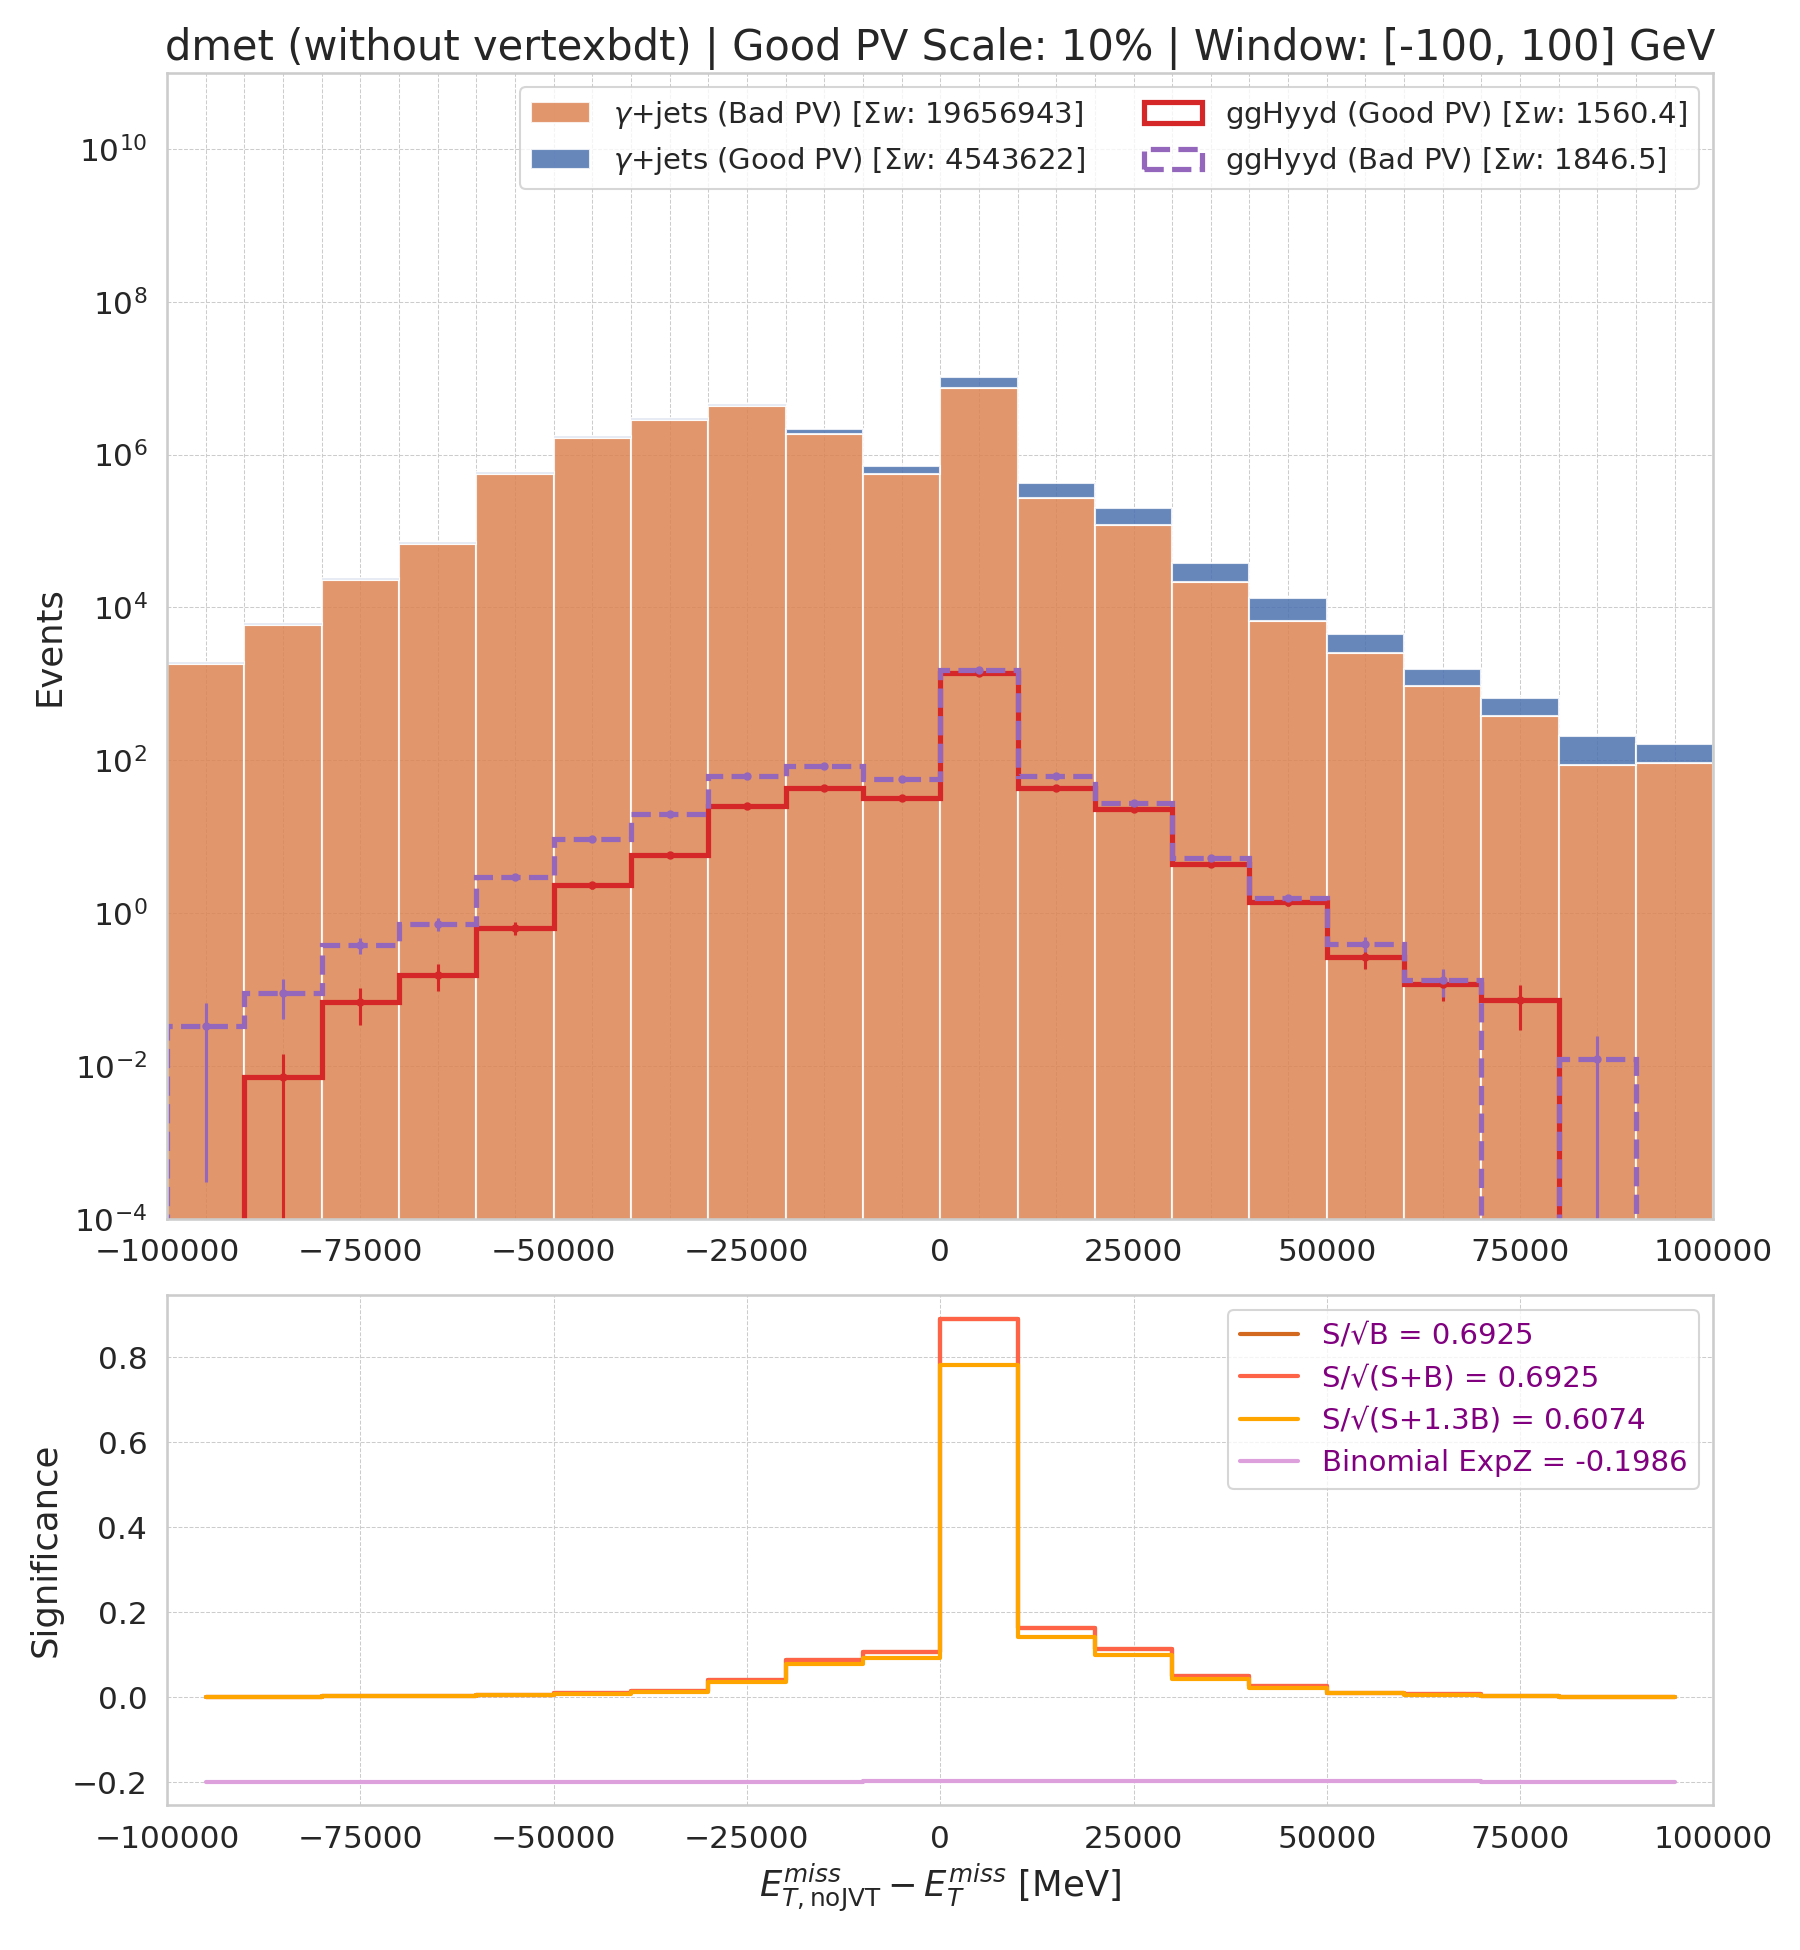 dmet (without vertexbdt) | Good PV Scale: 10% | Window: [-100, 100] GeV
γ+jets (Bad PV) [Σw: 19656943]
γ+jets (Good PV) [Σw: 4543622]
ggHyyd (Good PV) [Σw: 1560.4]
ggHyyd (Bad PV) [Σw: 1846.5]
Events
10^10
10^8
10^6
10^4
10^2
10^0
10^−2
10^−4
−100000 −75000 −50000 −25000 0 25000 50000 75000 100000
S/√B = 0.6925
S/√(S+B) = 0.6925
S/√(S+1.3B) = 0.6074
Binomial ExpZ = -0.1986
Significance
0.8
0.6
0.4
0.2
0.0
−0.2
−100000 −75000 −50000 −25000 0 25000 50000 75000 100000
E_{T,noJVT}^{miss} − E_T^{miss} [MeV]